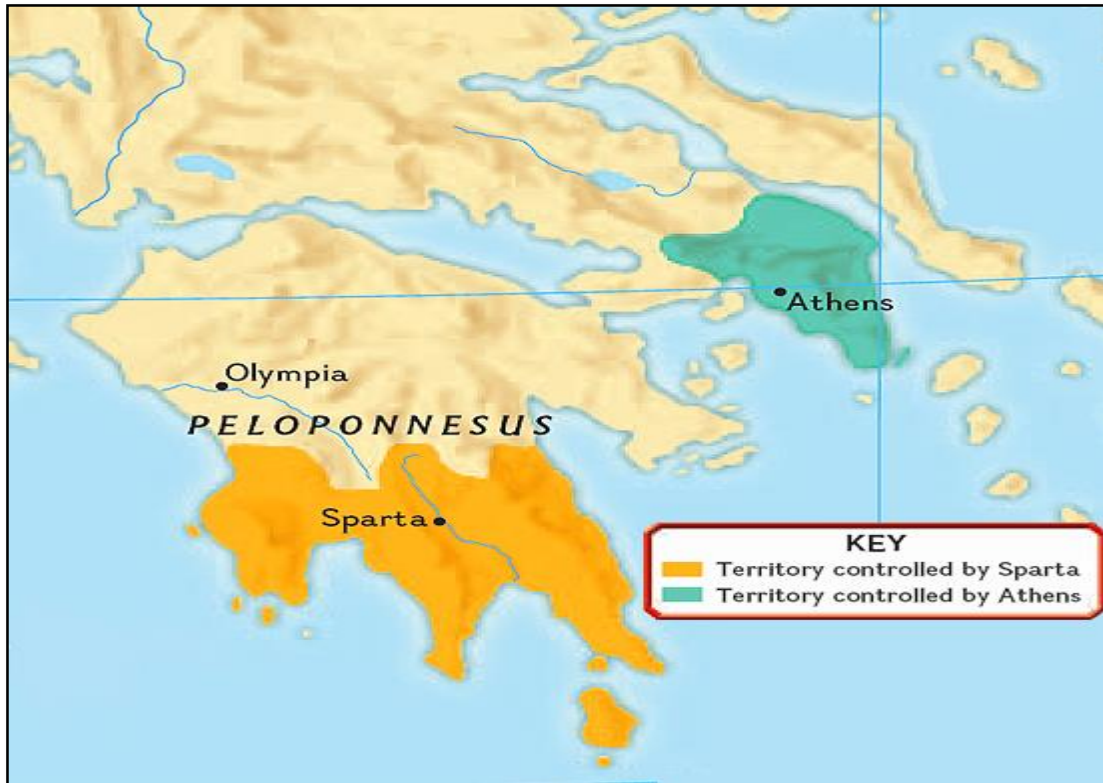 Athens
Olympia
PELOPONNESUS
Sparta
KEY
Territory controlled by Sparta
Territory controlled by Athens